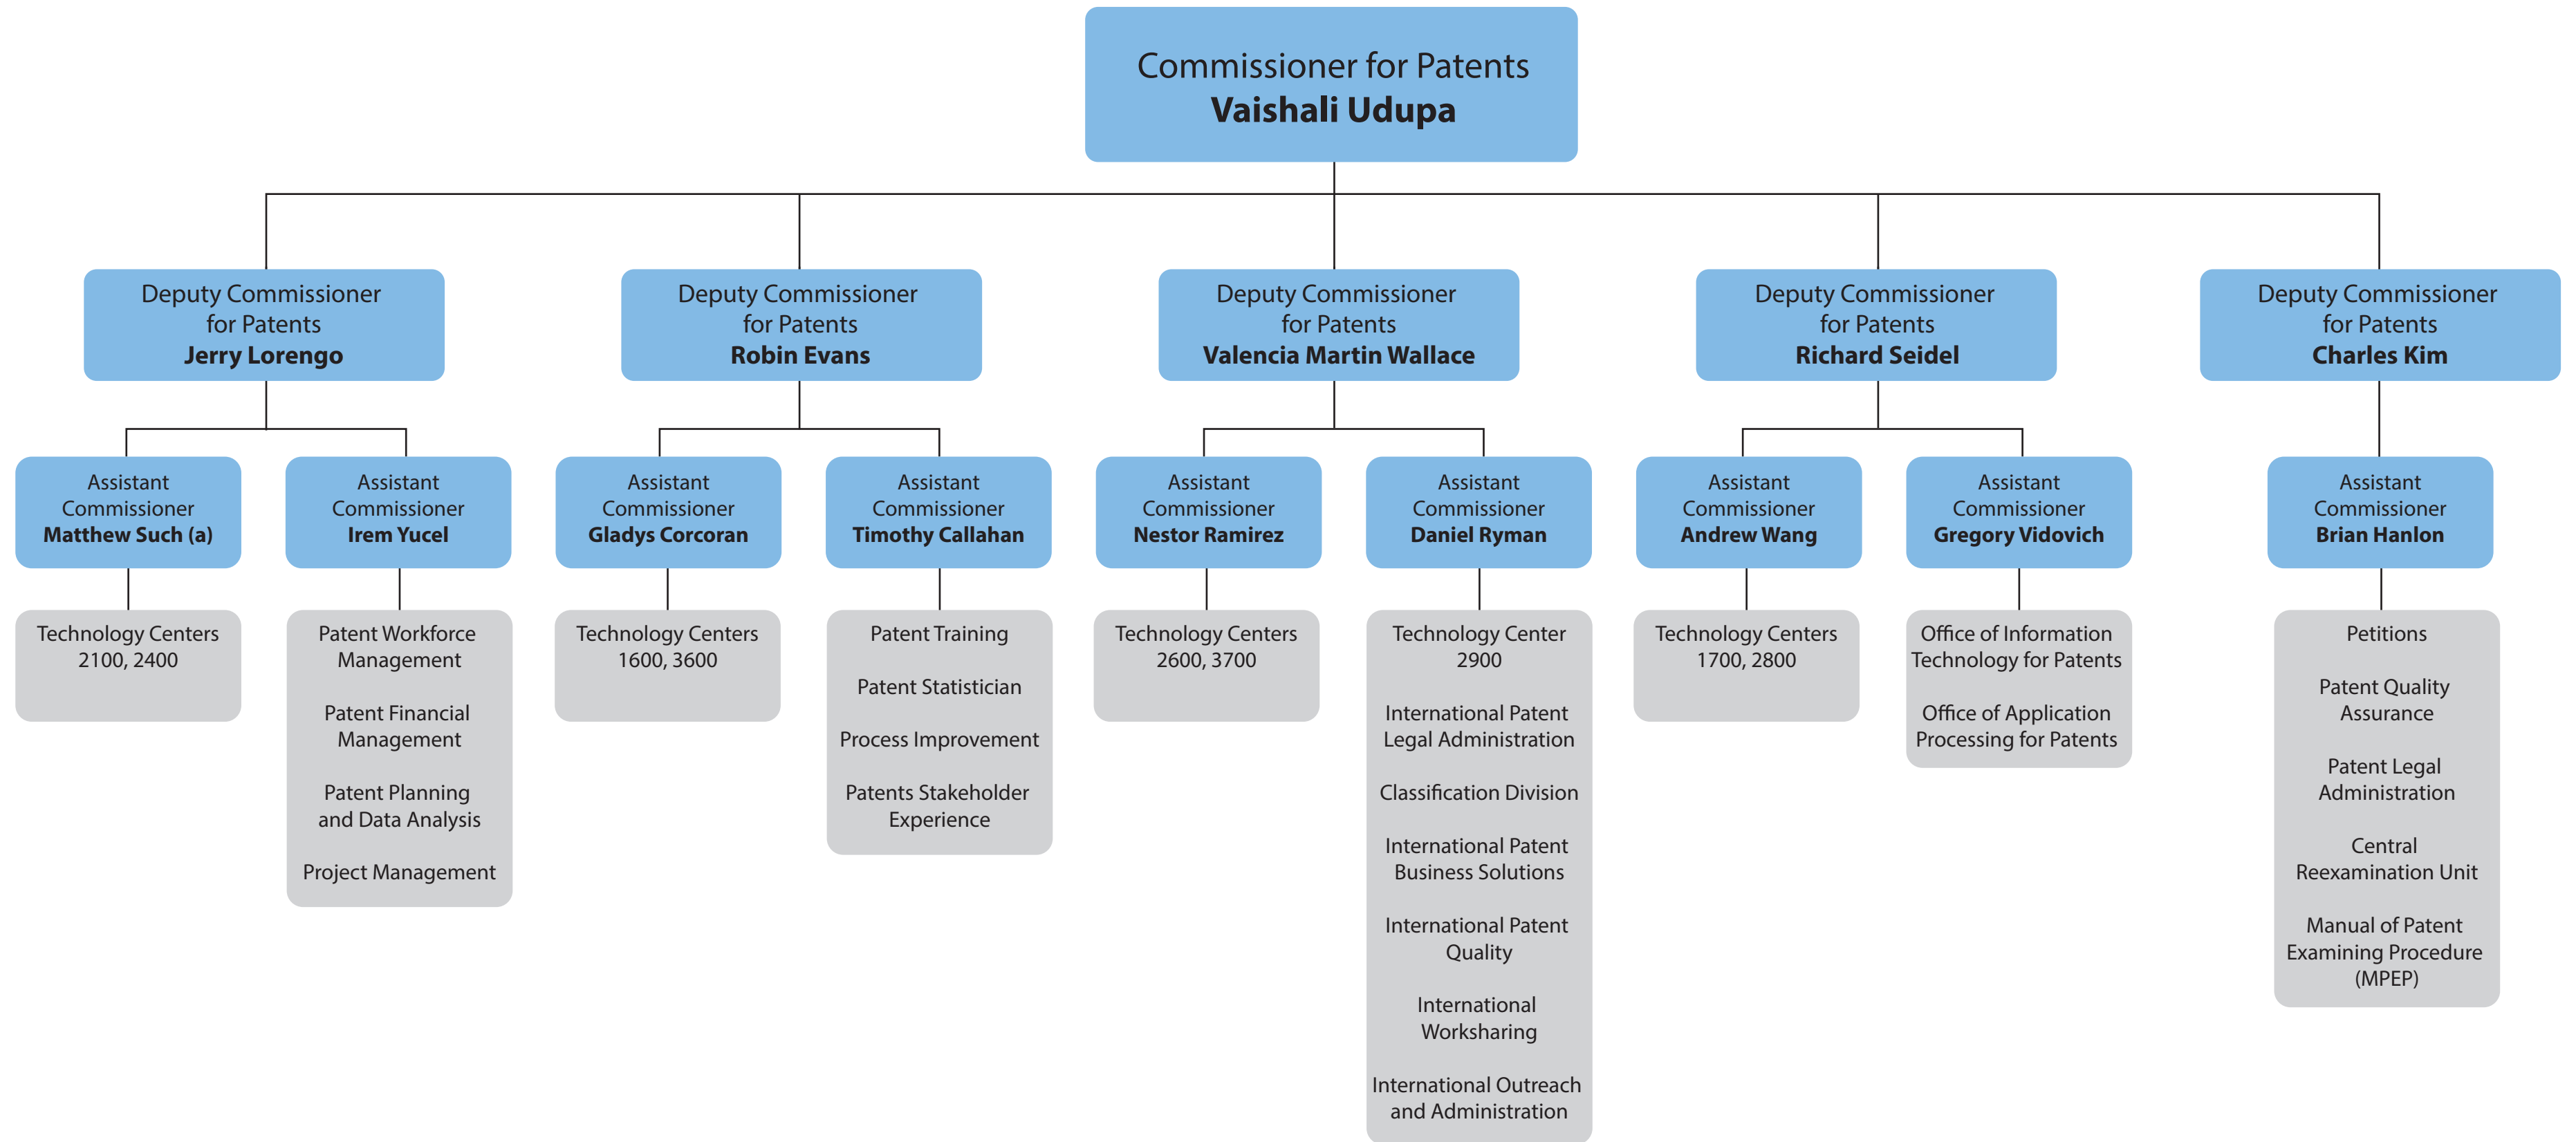 Commissioner for Patents
Vaishali Udupa
Deputy Commissioner
for Patents
Jerry Lorengo
Deputy Commissioner
for Patents
Robin Evans
Deputy Commissioner
for Patents
Valencia Martin Wallace
Deputy Commissioner
for Patents
Richard Seidel
Deputy Commissioner
for Patents
Charles Kim
Assistant
Commissioner
Matthew Such (a)
Assistant
Commissioner
Irem Yucel
Assistant
Commissioner
Gladys Corcoran
Assistant
Commissioner
Timothy Callahan
Assistant
Commissioner
Nestor Ramirez
Assistant
Commissioner
Daniel Ryman
Assistant
Commissioner
Andrew Wang
Assistant
Commissioner
Gregory Vidovich
Assistant
Commissioner
Brian Hanlon
Technology Centers
2100, 2400
Patent Workforce
Management
Patent Financial
Management
Patent Planning
and Data Analysis
Project Management
Technology Centers
1600, 3600
Patent Training
Patent Statistician
Process Improvement
Patents Stakeholder
Experience
Technology Centers
2600, 3700
Technology Center
2900
International Patent
Legal Administration
Classification Division
International Patent
Business Solutions
International Patent
Quality
International
Worksharing
International Outreach
and Administration
Technology Centers
1700, 2800
Office of Information
Technology for Patents
Office of Application
Processing for Patents
Petitions
Patent Quality
Assurance
Patent Legal
Administration
Central
Reexamination Unit
Manual of Patent
Examining Procedure
(MPEP)